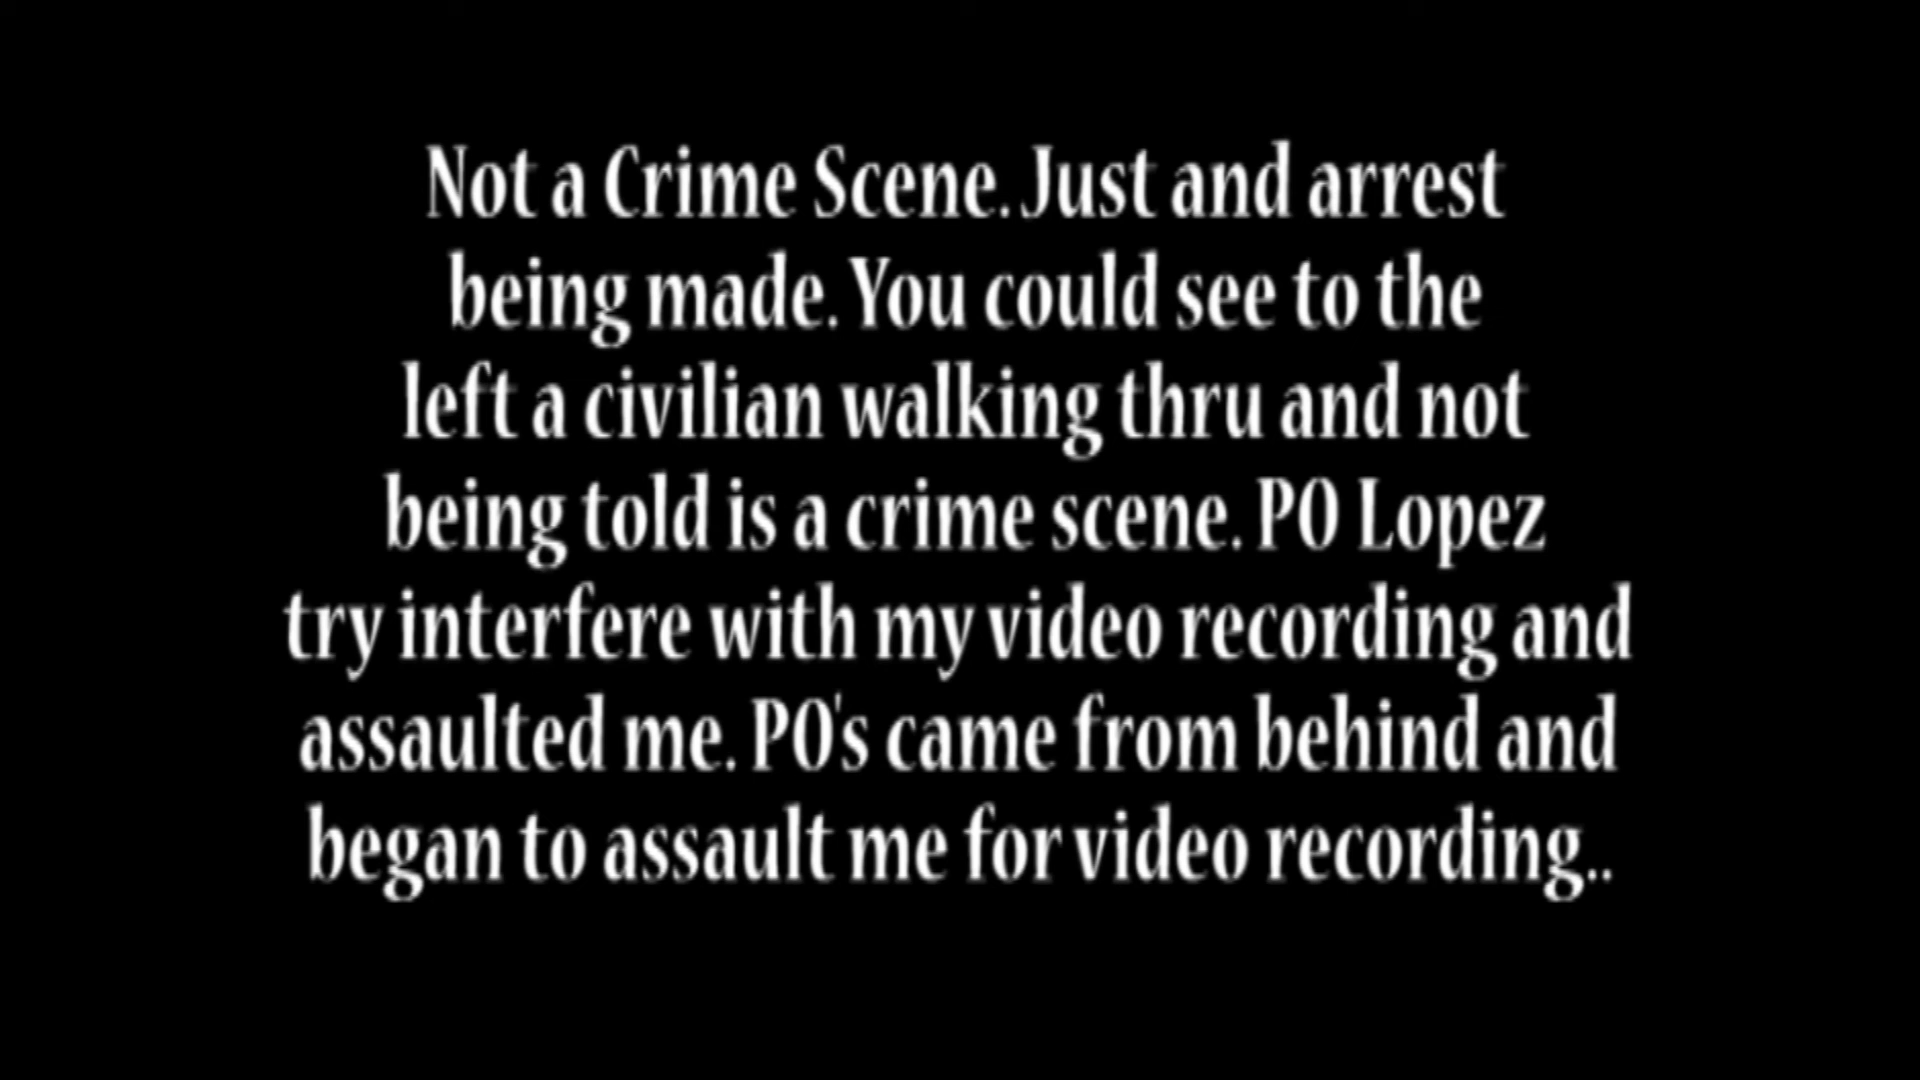 Not a Crime Scene. Just and arrest
being made. You could see to the
left a civilian walking thru and not
being told is a crime scene. PO Lopez
try interfere with my video recording and
assaulted me. PO's came from behind and
began to assault me for video recording..